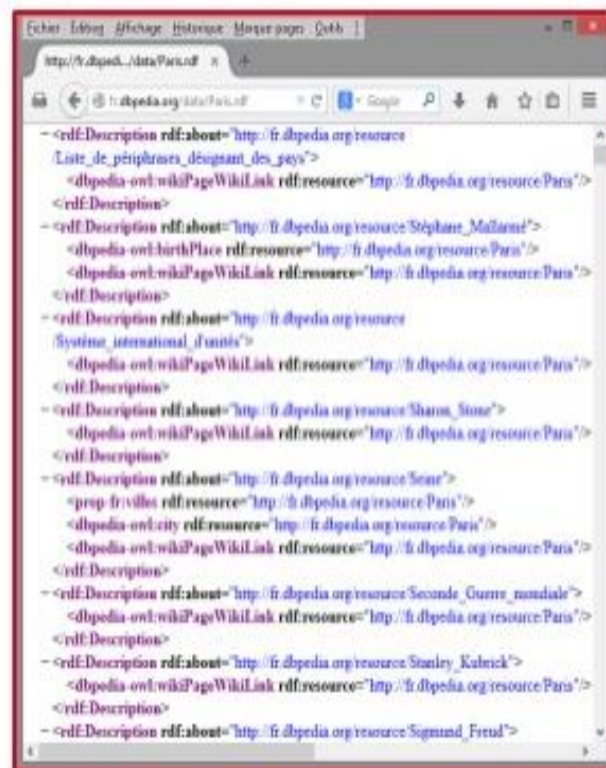 Fichier Édition Affichage Historique Marque-pages Outils ?
http://fr.dbpedi.../data/Paris.rdf × +
fr.dbpedia.org/data/Paris.rdf Google
− <rdf:Description rdf:about="http://fr.dbpedia.org/resource
/Liste_de_périphrases_désignant_des_pays">
<dbpedia-owl:wikiPageWikiLink rdf:resource="http://fr.dbpedia.org/resource/Paris"/>
</rdf:Description>
− <rdf:Description rdf:about="http://fr.dbpedia.org/resource/Stéphane_Mallarmé">
<dbpedia-owl:birthPlace rdf:resource="http://fr.dbpedia.org/resource/Paris"/>
<dbpedia-owl:wikiPageWikiLink rdf:resource="http://fr.dbpedia.org/resource/Paris"/>
</rdf:Description>
− <rdf:Description rdf:about="http://fr.dbpedia.org/resource
/Système_international_d'unités">
<dbpedia-owl:wikiPageWikiLink rdf:resource="http://fr.dbpedia.org/resource/Paris"/>
</rdf:Description>
− <rdf:Description rdf:about="http://fr.dbpedia.org/resource/Sharon_Stone">
<dbpedia-owl:wikiPageWikiLink rdf:resource="http://fr.dbpedia.org/resource/Paris"/>
</rdf:Description>
− <rdf:Description rdf:about="http://fr.dbpedia.org/resource/Seine">
<prop-fr:villes rdf:resource="http://fr.dbpedia.org/resource/Paris"/>
<dbpedia-owl:city rdf:resource="http://fr.dbpedia.org/resource/Paris"/>
<dbpedia-owl:wikiPageWikiLink rdf:resource="http://fr.dbpedia.org/resource/Paris"/>
</rdf:Description>
− <rdf:Description rdf:about="http://fr.dbpedia.org/resource/Seconde_Guerre_mondiale">
<dbpedia-owl:wikiPageWikiLink rdf:resource="http://fr.dbpedia.org/resource/Paris"/>
</rdf:Description>
− <rdf:Description rdf:about="http://fr.dbpedia.org/resource/Stanley_Kubrick">
<dbpedia-owl:wikiPageWikiLink rdf:resource="http://fr.dbpedia.org/resource/Paris"/>
</rdf:Description>
− <rdf:Description rdf:about="http://fr.dbpedia.org/resource/Sigmund_Freud">